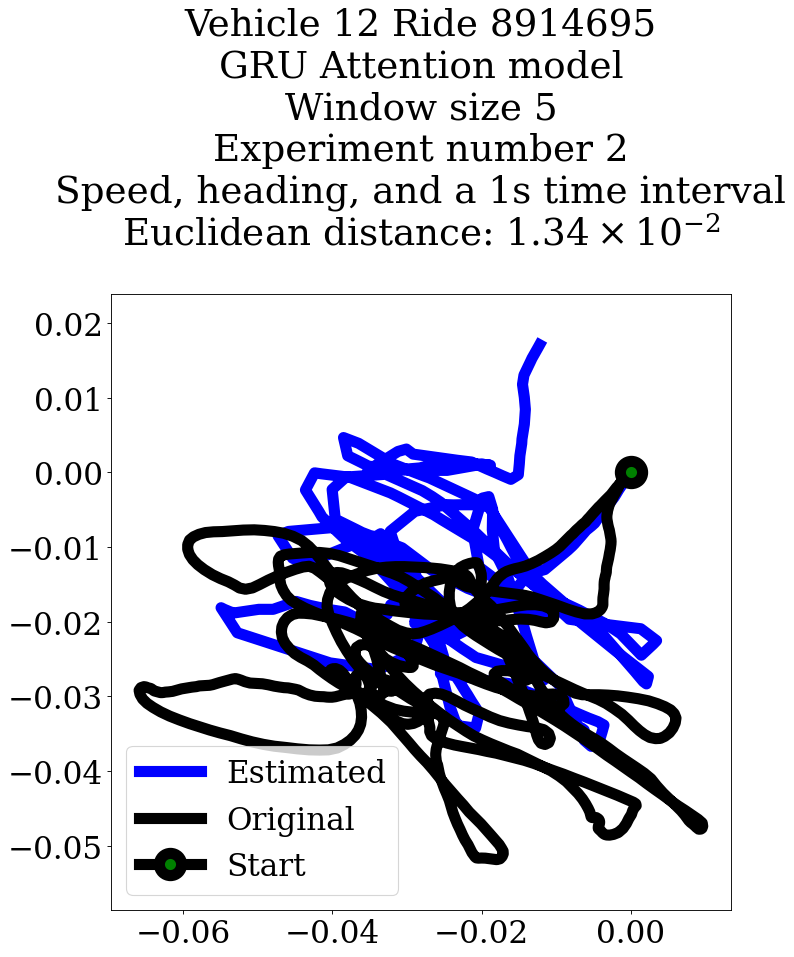 Vehicle 12 Ride 8914695
GRU Attention model
Window size 5
Experiment number 2
Speed, heading, and a 1s time interval
Euclidean distance: 1.34 × 10⁻²
0.02
0.01
0.00
−0.01
−0.02
−0.03
−0.04
−0.05
Estimated
Original
Start
−0.06
−0.04
−0.02
0.00